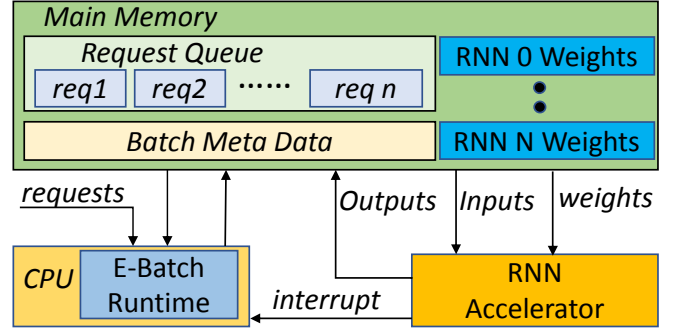 Main Memory
Request Queue
req1 req2 ...... req n
RNN 0 Weights
Batch Meta Data
RNN N Weights
requests
Outputs Inputs weights
CPU
E-Batch
Runtime
interrupt
RNN
Accelerator